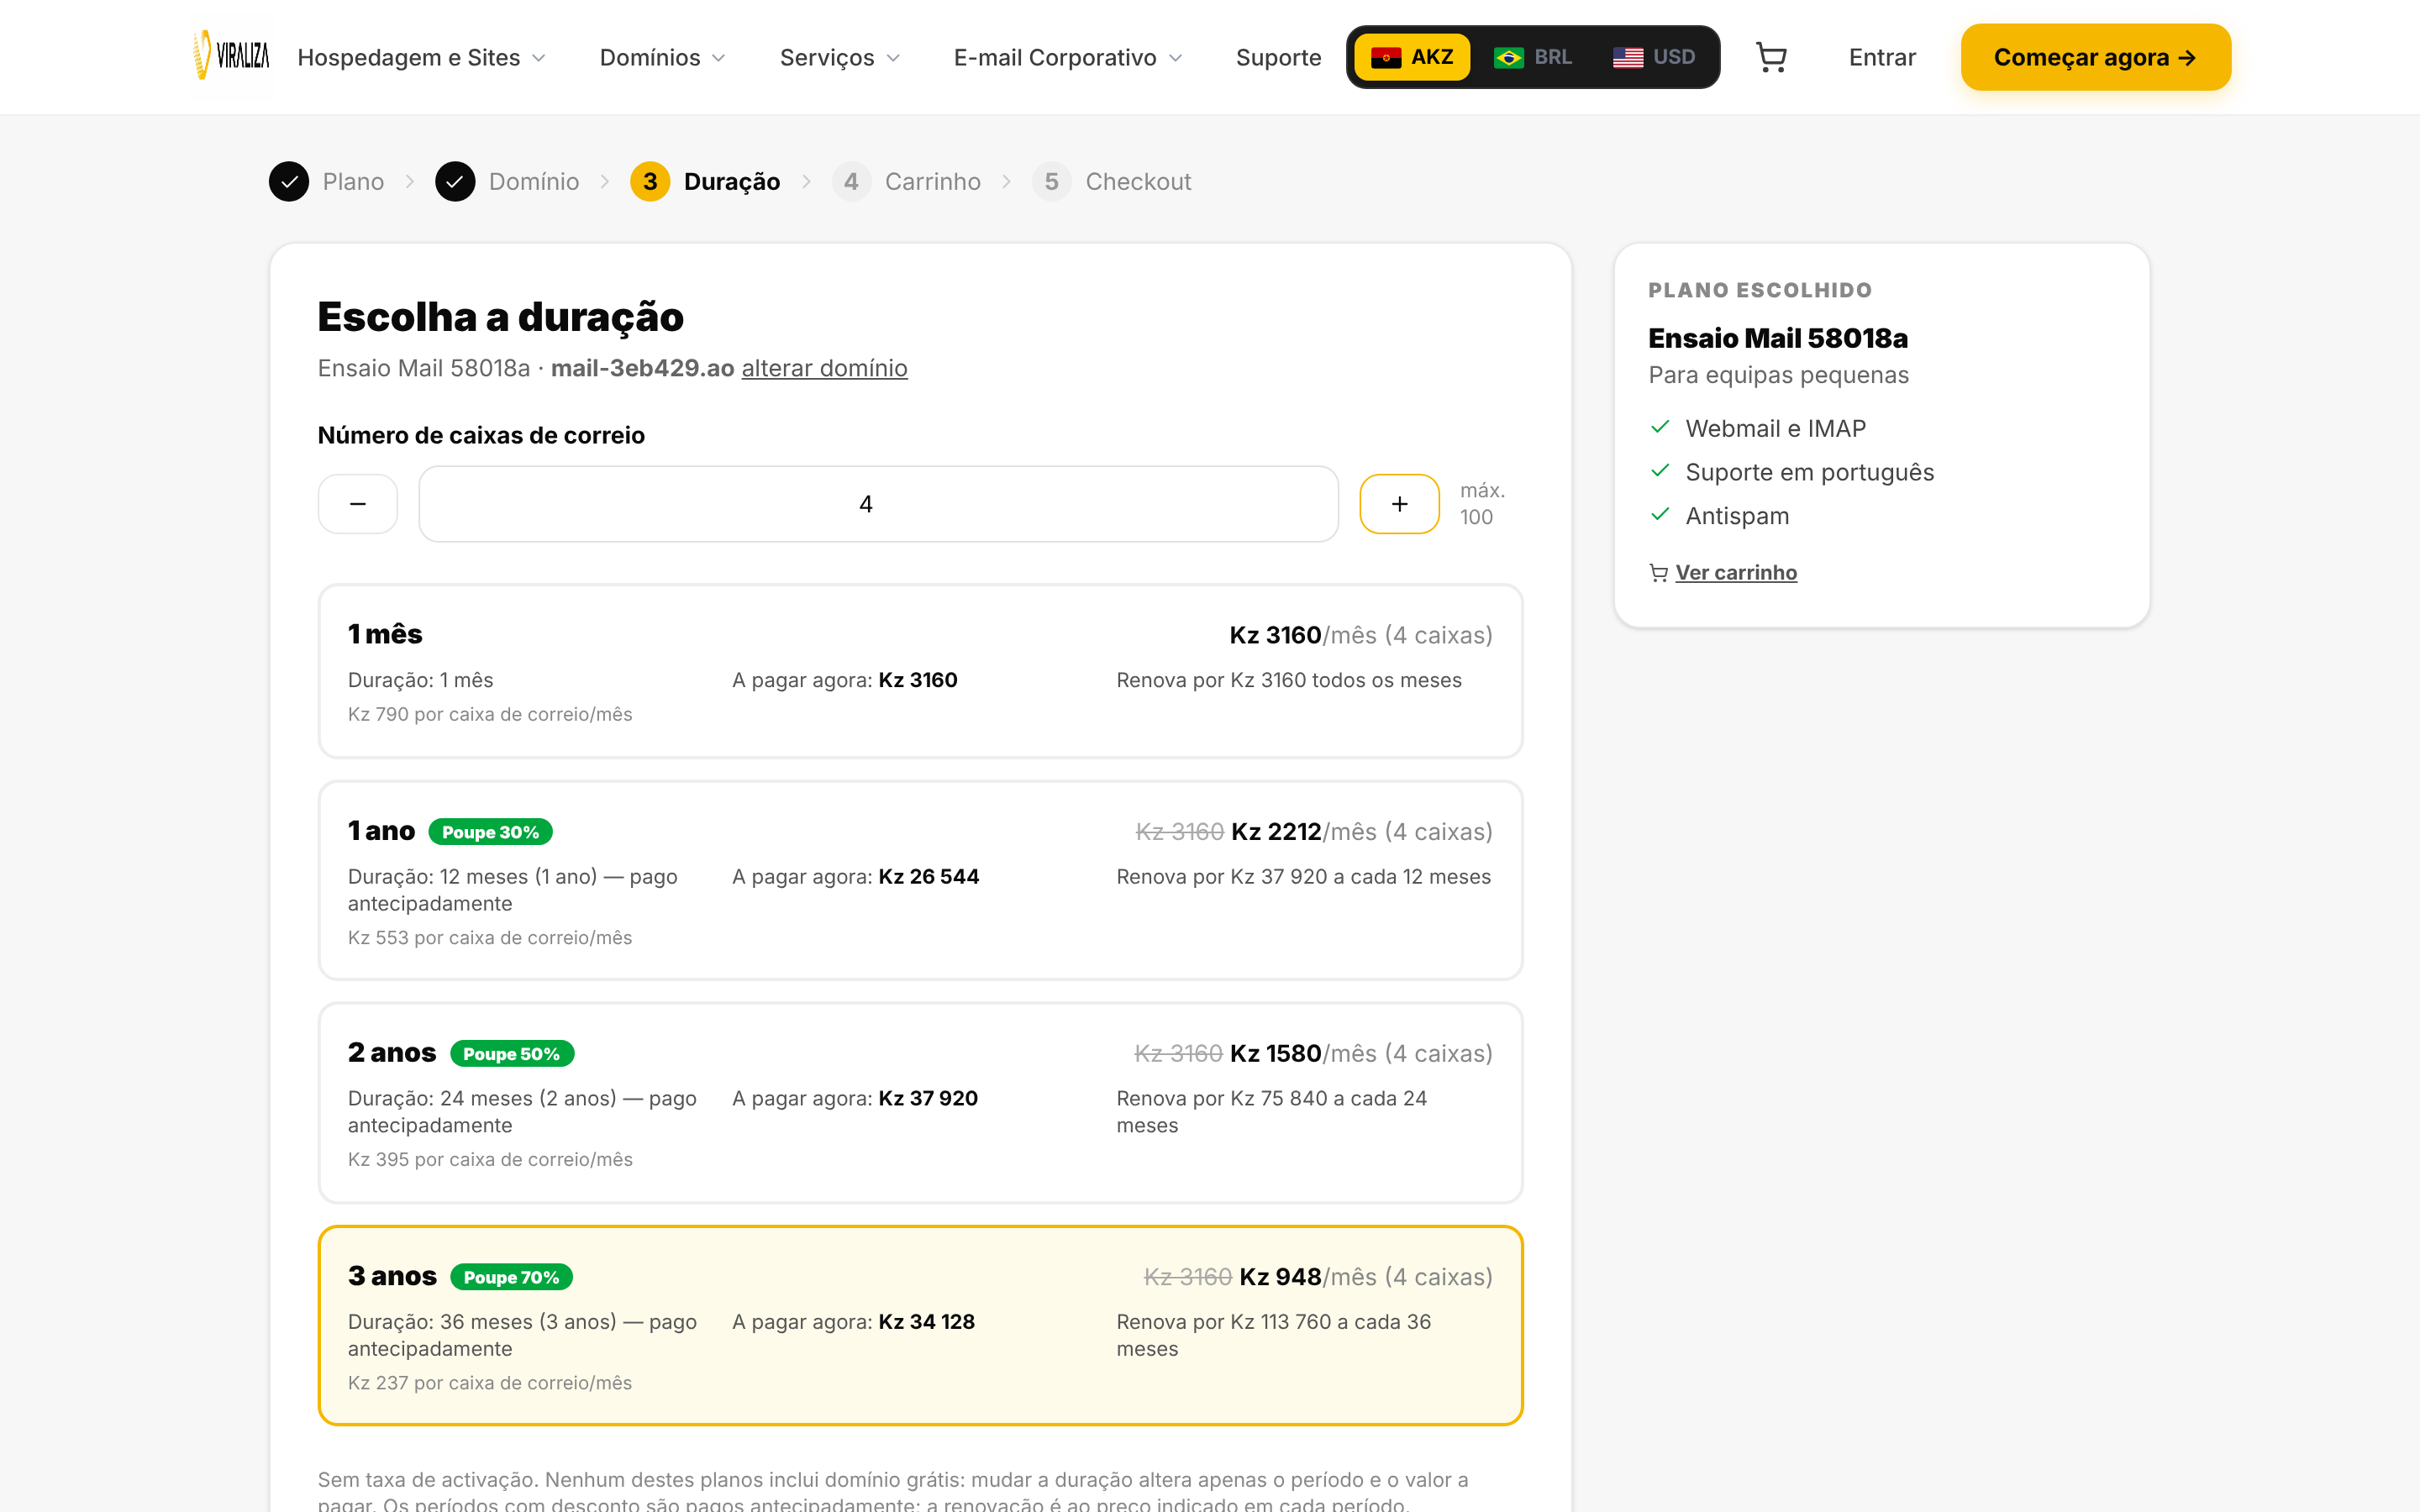 VIRALIZA
Hospedagem e Sites
Domínios
Serviços
E-mail Corporativo
Suporte
AKZ
BRL
USD
Entrar
Começar agora →
Plano
Domínio
3 Duração
4 Carrinho
5 Checkout
Escolha a duração
Ensaio Mail 58018a · mail-3eb429.ao alterar domínio
Número de caixas de correio
− 4 + máx. 100
1 mês
Kz 3160/mês (4 caixas)
Duração: 1 mês
A pagar agora: Kz 3160
Renova por Kz 3160 todos os meses
Kz 790 por caixa de correio/mês
1 ano Poupe 30%
Kz 3160 Kz 2212/mês (4 caixas)
Duração: 12 meses (1 ano) — pago
antecipadamente
A pagar agora: Kz 26 544
Renova por Kz 37 920 a cada 12 meses
Kz 553 por caixa de correio/mês
2 anos Poupe 50%
Kz 3160 Kz 1580/mês (4 caixas)
Duração: 24 meses (2 anos) — pago
antecipadamente
A pagar agora: Kz 37 920
Renova por Kz 75 840 a cada 24
meses
Kz 395 por caixa de correio/mês
3 anos Poupe 70%
Kz 3160 Kz 948/mês (4 caixas)
Duração: 36 meses (3 anos) — pago
antecipadamente
A pagar agora: Kz 34 128
Renova por Kz 113 760 a cada 36
meses
Kz 237 por caixa de correio/mês
Sem taxa de activação. Nenhum destes planos inclui domínio grátis: mudar a duração altera apenas o período e o valor a
pagar. Os períodos com desconto são pagos antecipadamente; a renovação é ao preço indicado em cada período.
PLANO ESCOLHIDO
Ensaio Mail 58018a
Para equipas pequenas
Webmail e IMAP
Suporte em português
Antispam
Ver carrinho